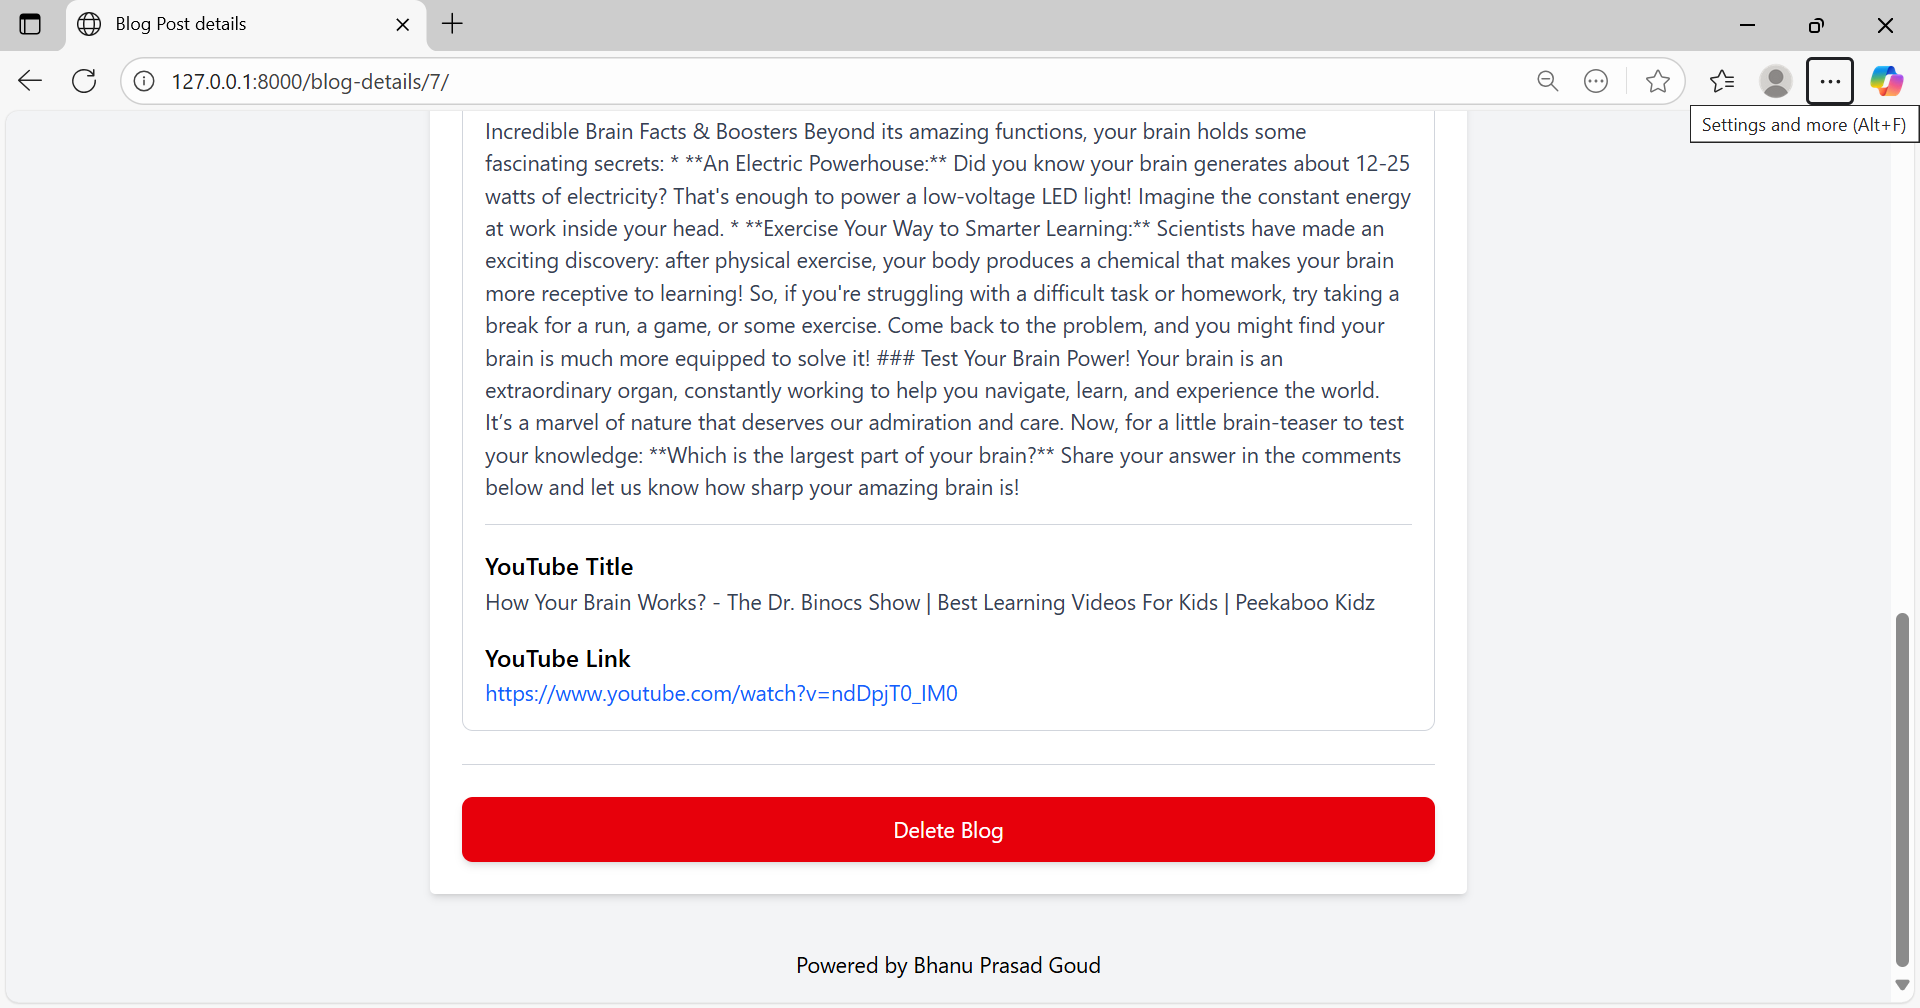 Blog Post details
127.0.0.1:8000/blog-details/7/
Settings and more (Alt+F)
Incredible Brain Facts & Boosters Beyond its amazing functions, your brain holds some
fascinating secrets: * **An Electric Powerhouse:** Did you know your brain generates about 12-25
watts of electricity? That's enough to power a low-voltage LED light! Imagine the constant energy
at work inside your head. * **Exercise Your Way to Smarter Learning:** Scientists have made an
exciting discovery: after physical exercise, your body produces a chemical that makes your brain
more receptive to learning! So, if you're struggling with a difficult task or homework, try taking a
break for a run, a game, or some exercise. Come back to the problem, and you might find your
brain is much more equipped to solve it! ### Test Your Brain Power! Your brain is an
extraordinary organ, constantly working to help you navigate, learn, and experience the world.
It’s a marvel of nature that deserves our admiration and care. Now, for a little brain-teaser to test
your knowledge: **Which is the largest part of your brain?** Share your answer in the comments
below and let us know how sharp your amazing brain is!
YouTube Title
How Your Brain Works? - The Dr. Binocs Show | Best Learning Videos For Kids | Peekaboo Kidz
YouTube Link
https://www.youtube.com/watch?v=ndDpjT0_IM0
Delete Blog
Powered by Bhanu Prasad Goud